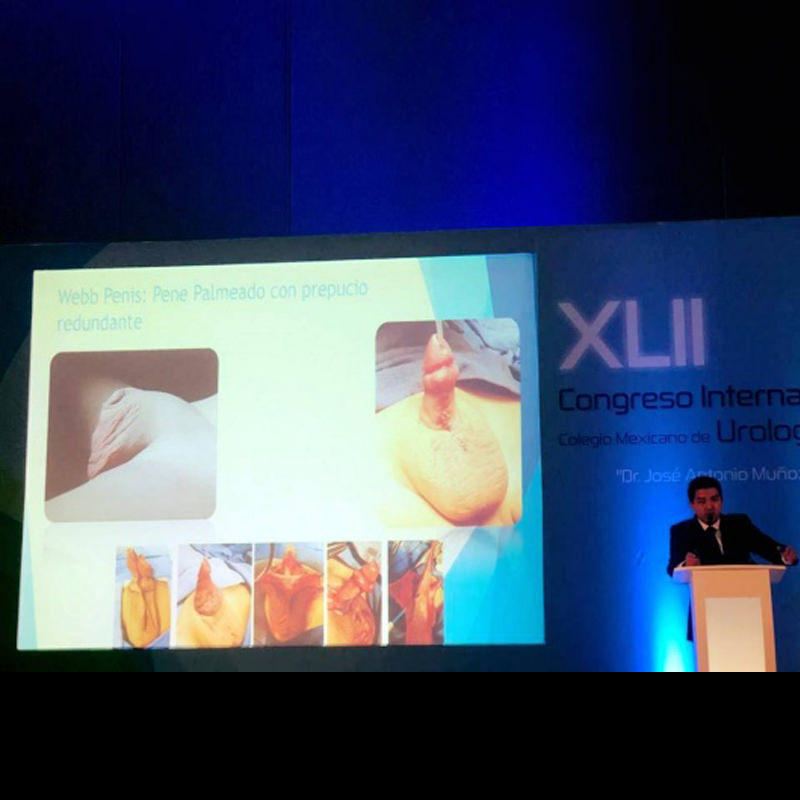 Webb Penis: Pene Palmeado con prepucio
redundante
XLII
Congreso Interna
Colegio Mexicano de Urolog
"Dr. José Antonio Muño